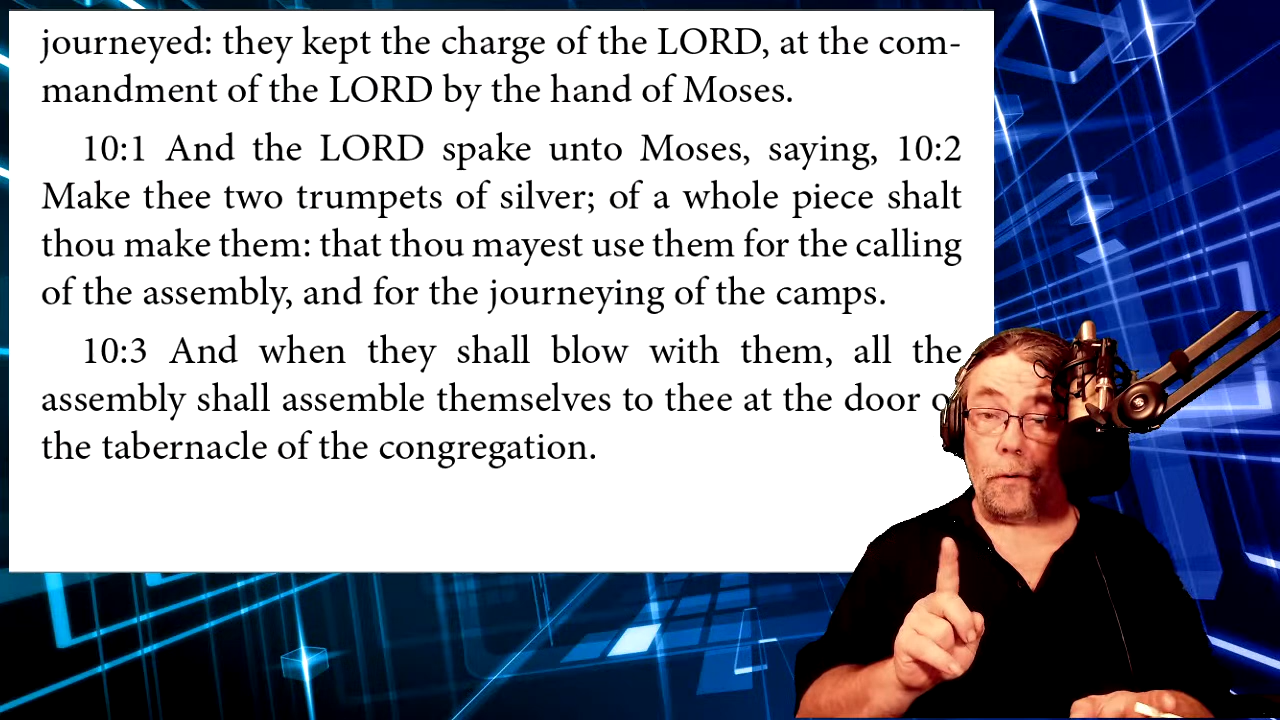 journeyed: they kept the charge of the LORD, at the com-
mandment of the LORD by the hand of Moses.
10:1 And the LORD spake unto Moses, saying, 10:2
Make thee two trumpets of silver; of a whole piece shalt
thou make them: that thou mayest use them for the calling
of the assembly, and for the journeying of the camps.
10:3 And when they shall blow with them, all the
assembly shall assemble themselves to thee at the door
the tabernacle of the congregation.